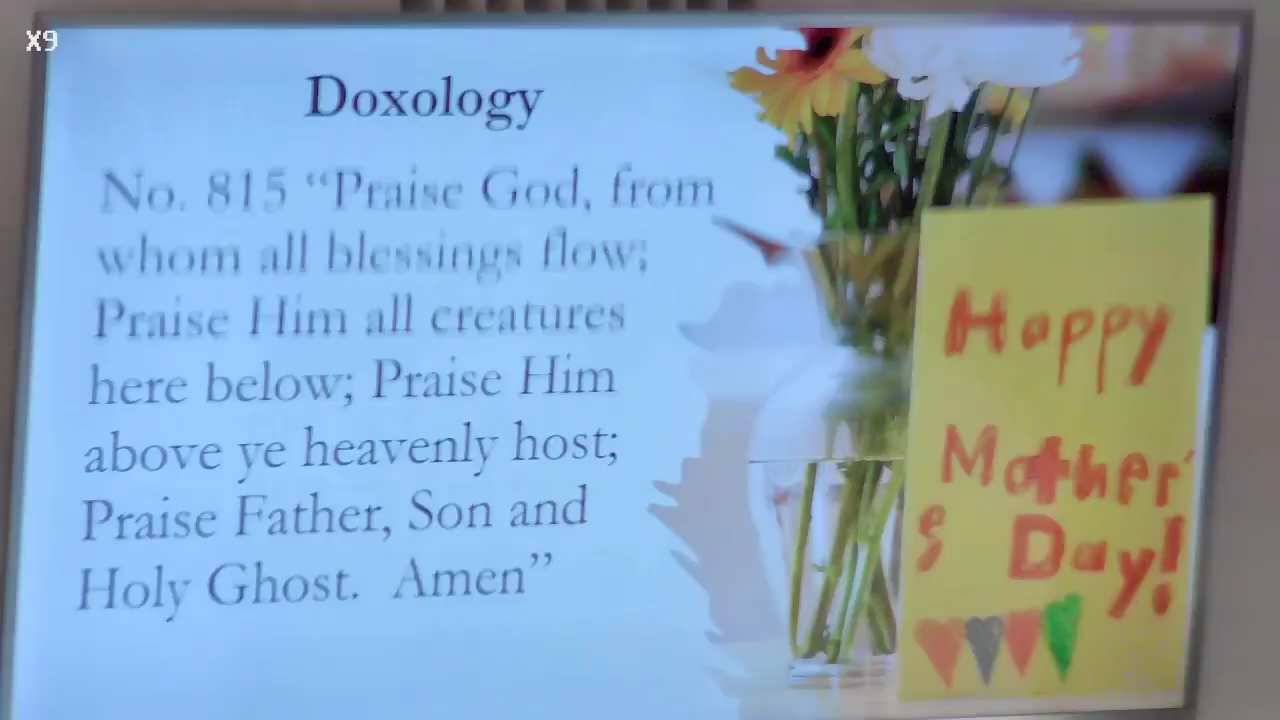 X9
Doxology
No. 815 “Praise God, from
whom all blessings flow;
Praise Him all creatures
here below; Praise Him
above ye heavenly host;
Praise Father, Son and
Holy Ghost.  Amen”
Happy
Mother'
s Day!